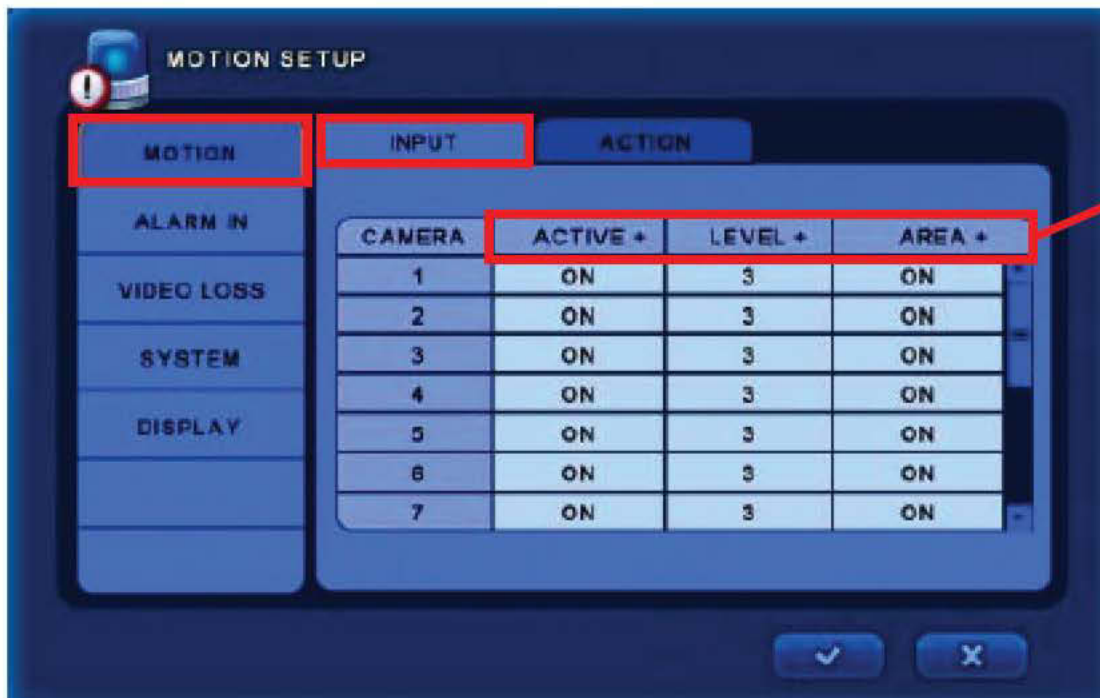 MOTION SETUP
MOTION
ALARM IN
VIDEO LOSS
SYSTEM
DISPLAY
INPUT ACTION
CAMERA ACTIVE + LEVEL + AREA +
1 ON 3 ON
2 ON 3 ON
3 ON 3 ON
4 ON 3 ON
5 ON 3 ON
6 ON 3 ON
7 ON 3 ON